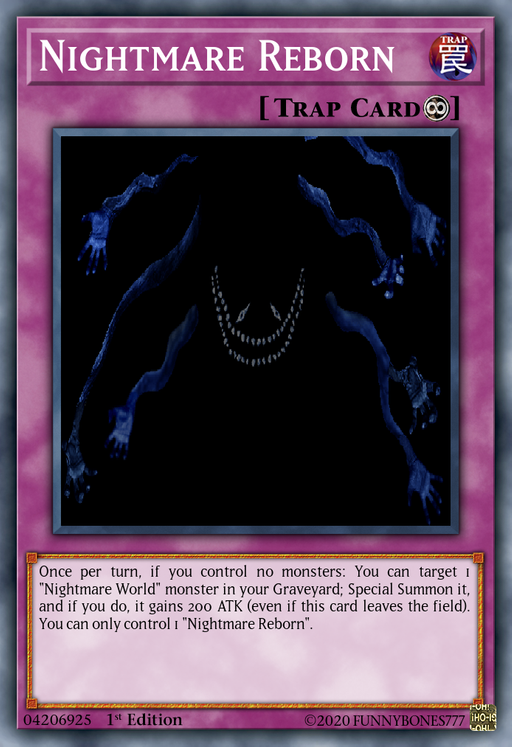 Nightmare Reborn
TRAP
罠
[Trap Card∞]
Once per turn, if you control no monsters: You can target 1
"Nightmare World" monster in your Graveyard; Special Summon it,
and if you do, it gains 200 ATK (even if this card leaves the field).
You can only control 1 "Nightmare Reborn".
04206925 1st Edition
©2020 FUNNYBONES777